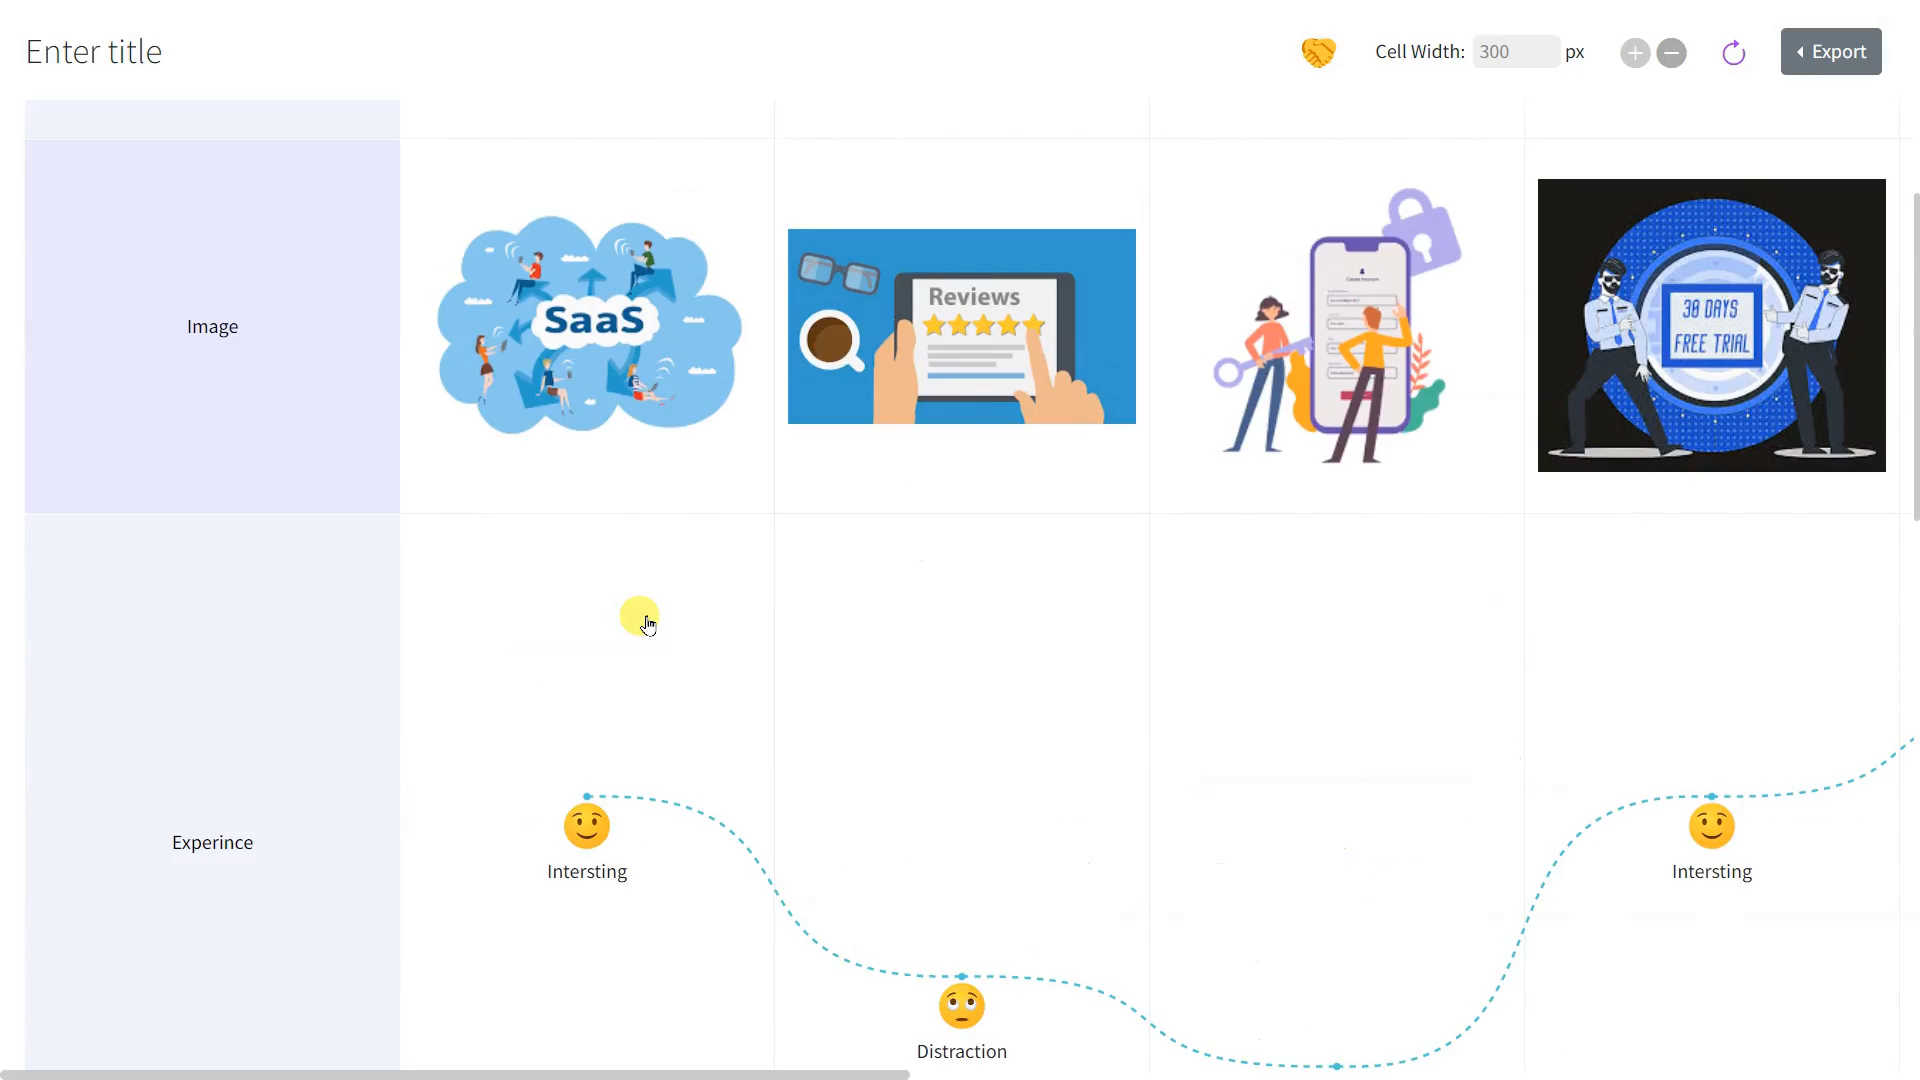 Enter title
Cell Width: 300 px
Export
Image
SaaS
Reviews
30 DAYS
FREE TRIAL
Experince
Intersting
Intersting
Distraction